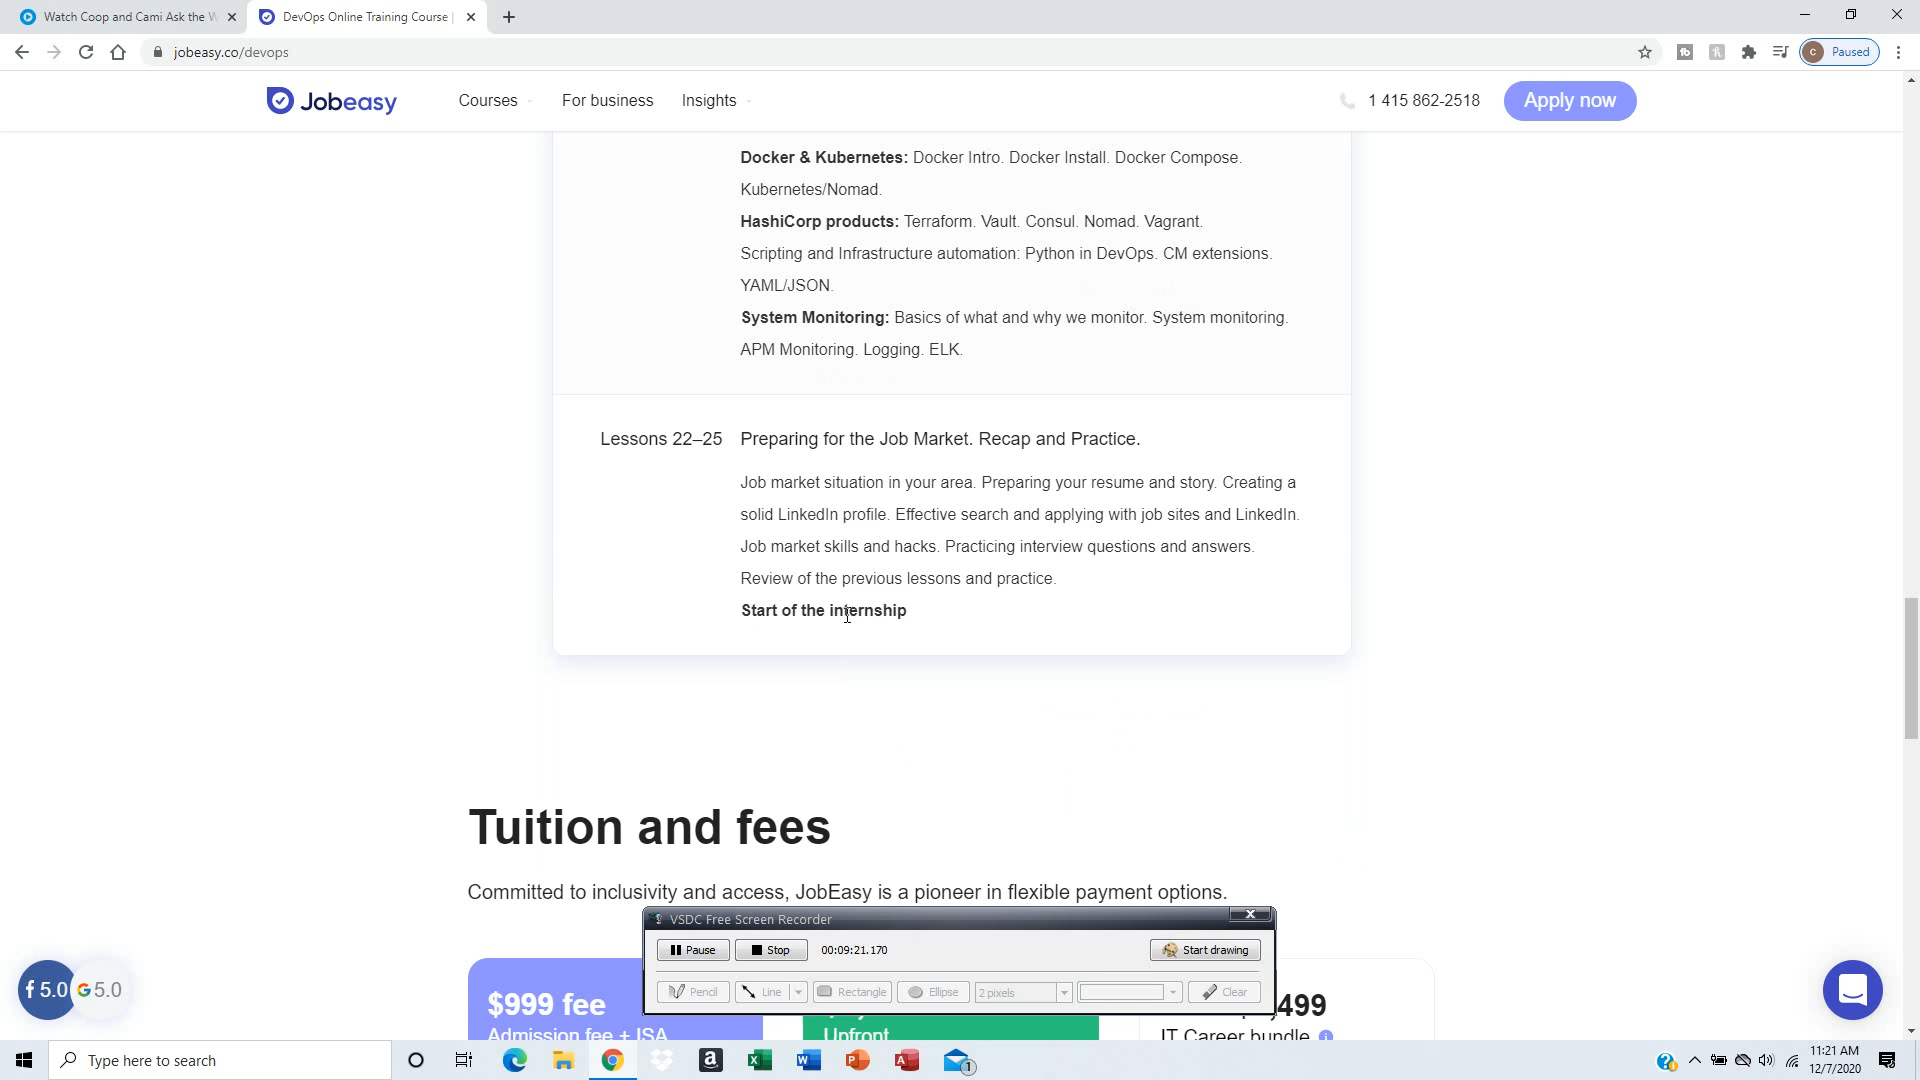 Watch Coop and Cami Ask the W
DevOps Online Training Course |
jobeasy.co/devops
C
Paused
Jobeasy
Courses
For business
Insights
1 415 862-2518
Apply now
Docker & Kubernetes: Docker Intro. Docker Install. Docker Compose.
Kubernetes/Nomad.
HashiCorp products: Terraform. Vault. Consul. Nomad. Vagrant.
Scripting and Infrastructure automation: Python in DevOps. CM extensions.
YAML/JSON.
System Monitoring: Basics of what and why we monitor. System monitoring.
APM Monitoring. Logging. ELK.
Lessons 22–25
Preparing for the Job Market. Recap and Practice.
Job market situation in your area. Preparing your resume and story. Creating a
solid LinkedIn profile. Effective search and applying with job sites and LinkedIn.
Job market skills and hacks. Practicing interview questions and answers.
Review of the previous lessons and practice.
Start of the internship
Tuition and fees
Committed to inclusivity and access, JobEasy is a pioneer in flexible payment options.
VSDC Free Screen Recorder
Pause
Stop
00:09:21.170
Start drawing
Pencil
Line
Rectangle
Ellipse
2 pixels
Clear
5.0
5.0
$999 fee
Admission fee + ISA
Upfront
,499
IT Career bundle
Type here to search
1
11:21 AM
12/7/2020